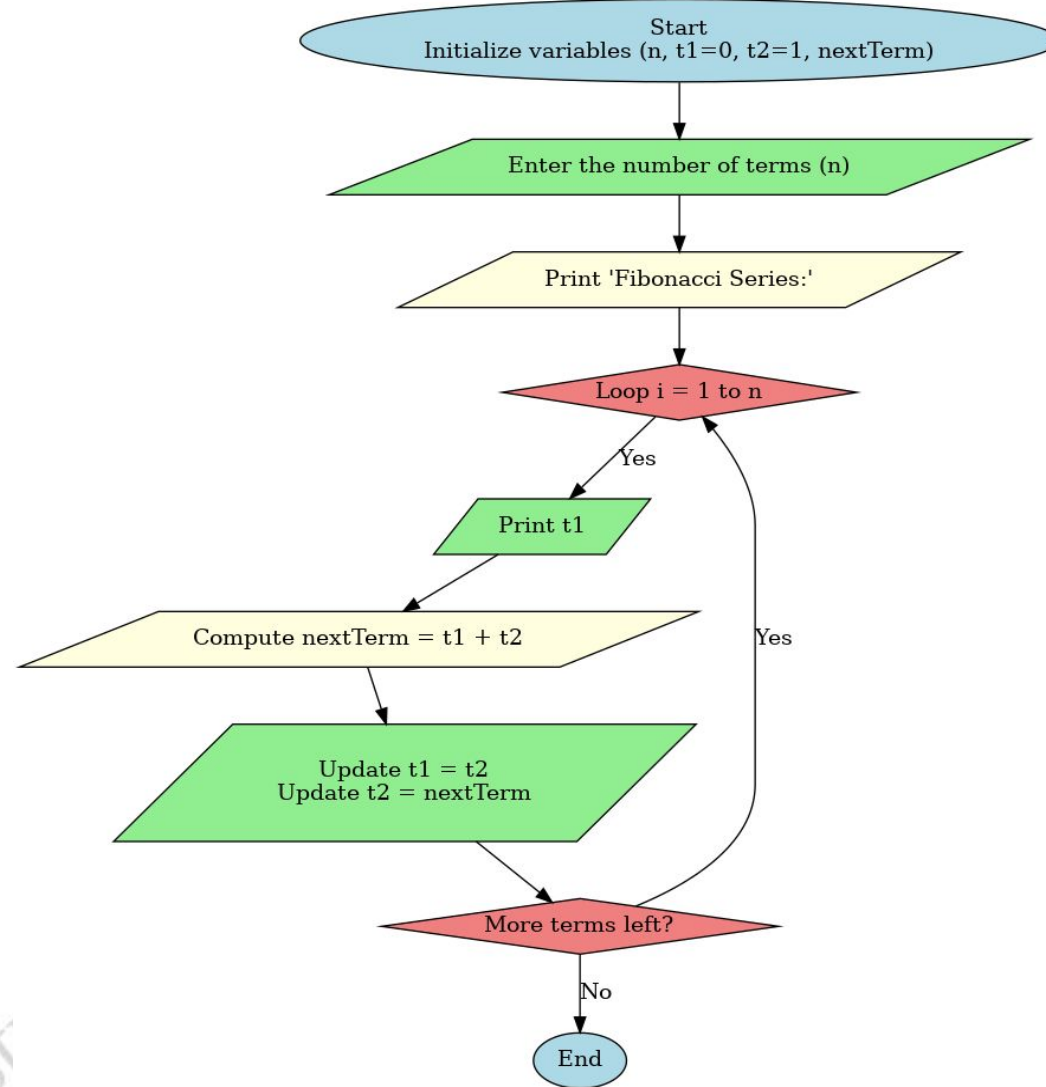 Start
Initialize variables (n, t1=0, t2=1, nextTerm)
Enter the number of terms (n)
Print 'Fibonacci Series:'
Loop i = 1 to n
Yes
Print t1
Compute nextTerm = t1 + t2
Yes
Update t1 = t2
Update t2 = nextTerm
More terms left?
No
End